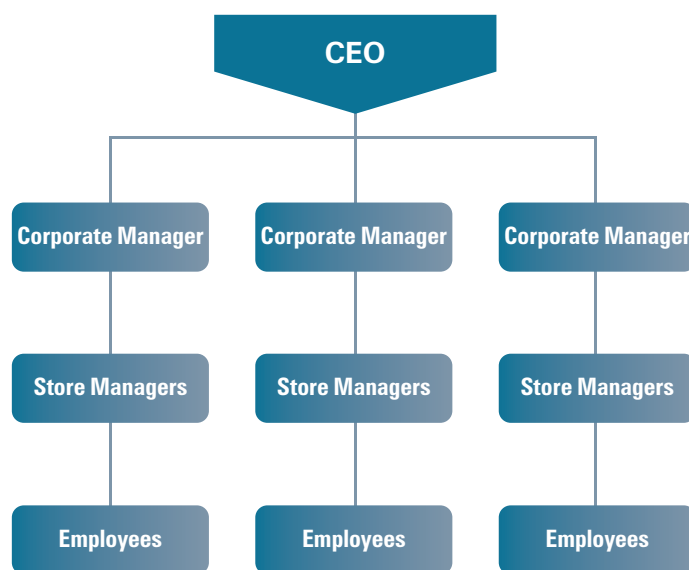 CEO
Corporate Manager
Corporate Manager
Corporate Manager
Store Managers
Store Managers
Store Managers
Employees
Employees
Employees